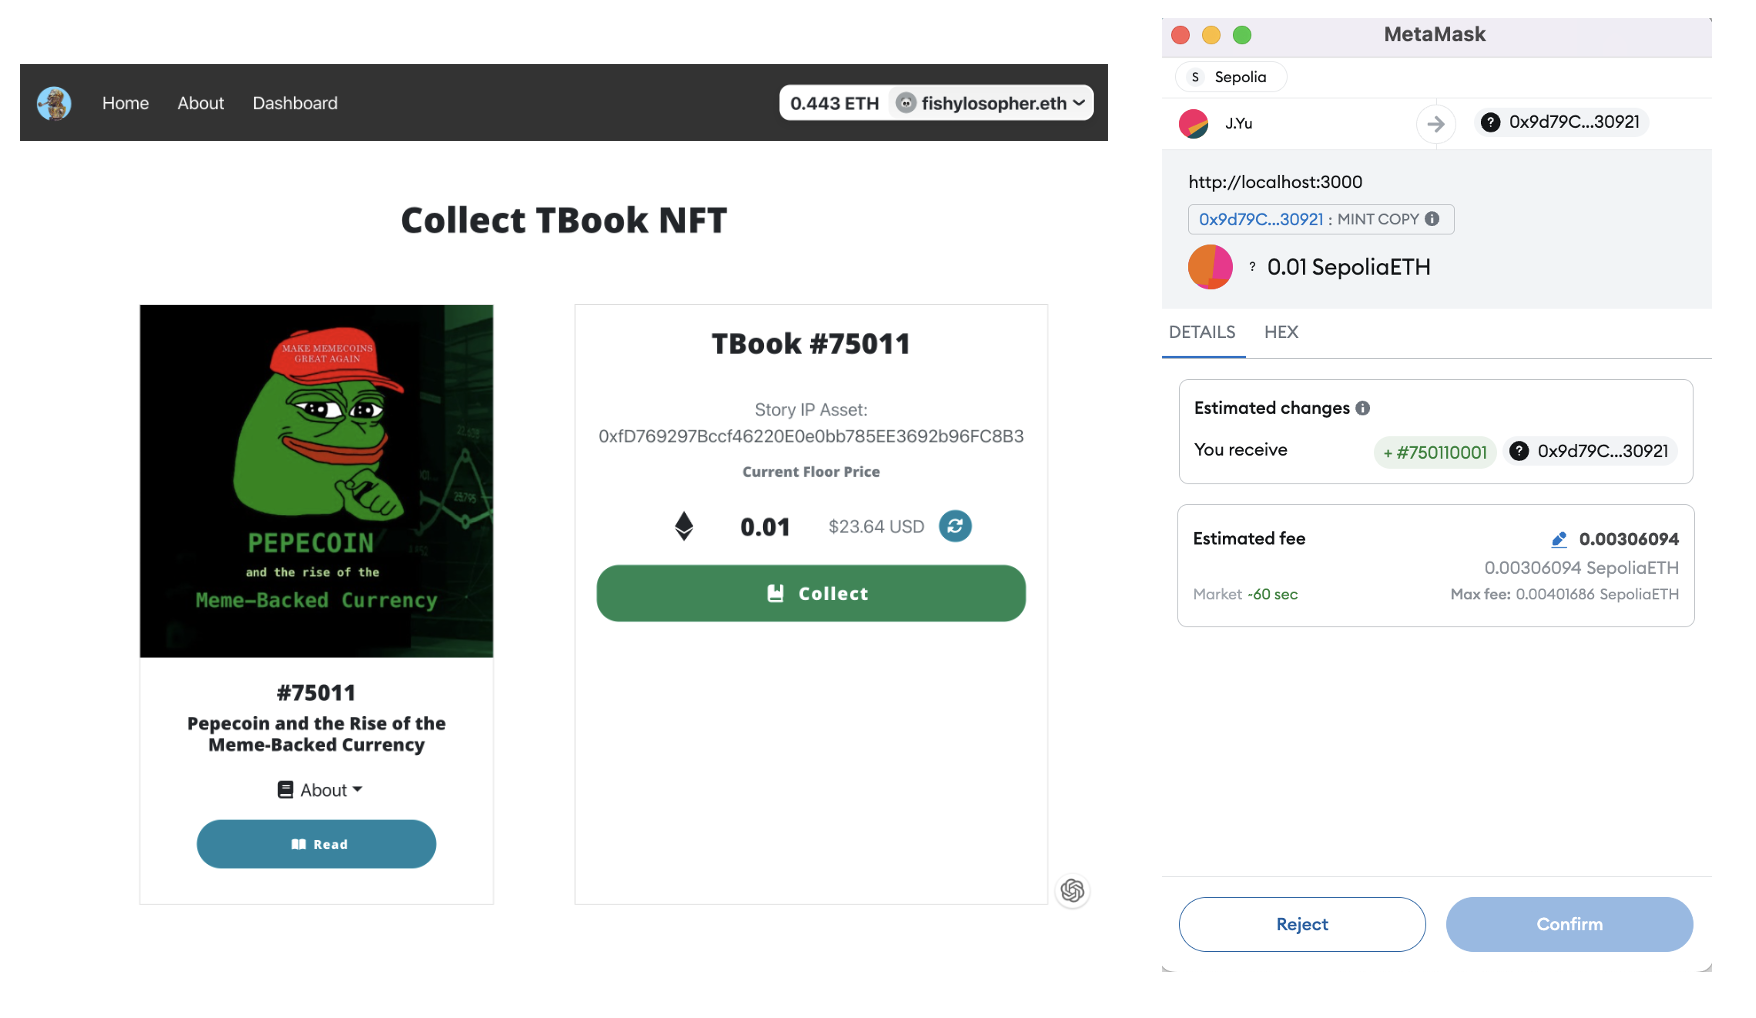 Home About Dashboard
0.443 ETH fishylosopher.eth
Collect TBook NFT
MAKE MEMECOINS
GREAT AGAIN
PEPECOIN
and the rise of the
Meme-Backed Currency
#75011
Pepecoin and the Rise of the
Meme-Backed Currency
About
Read
TBook #75011
Story IP Asset:
0xfD769297Bccf46220E0e0bb785EE3692b96FC8B3
Current Floor Price
0.01 $23.64 USD
Collect
MetaMask
S Sepolia
J.Yu ? 0x9d79C...30921
http://localhost:3000
0x9d79C...30921 : MINT COPY
? 0.01 SepoliaETH
DETAILS HEX
Estimated changes
You receive + #750110001 ? 0x9d79C...30921
Estimated fee 0.00306094
0.00306094 SepoliaETH
Market ~60 sec Max fee: 0.00401686 SepoliaETH
Reject Confirm